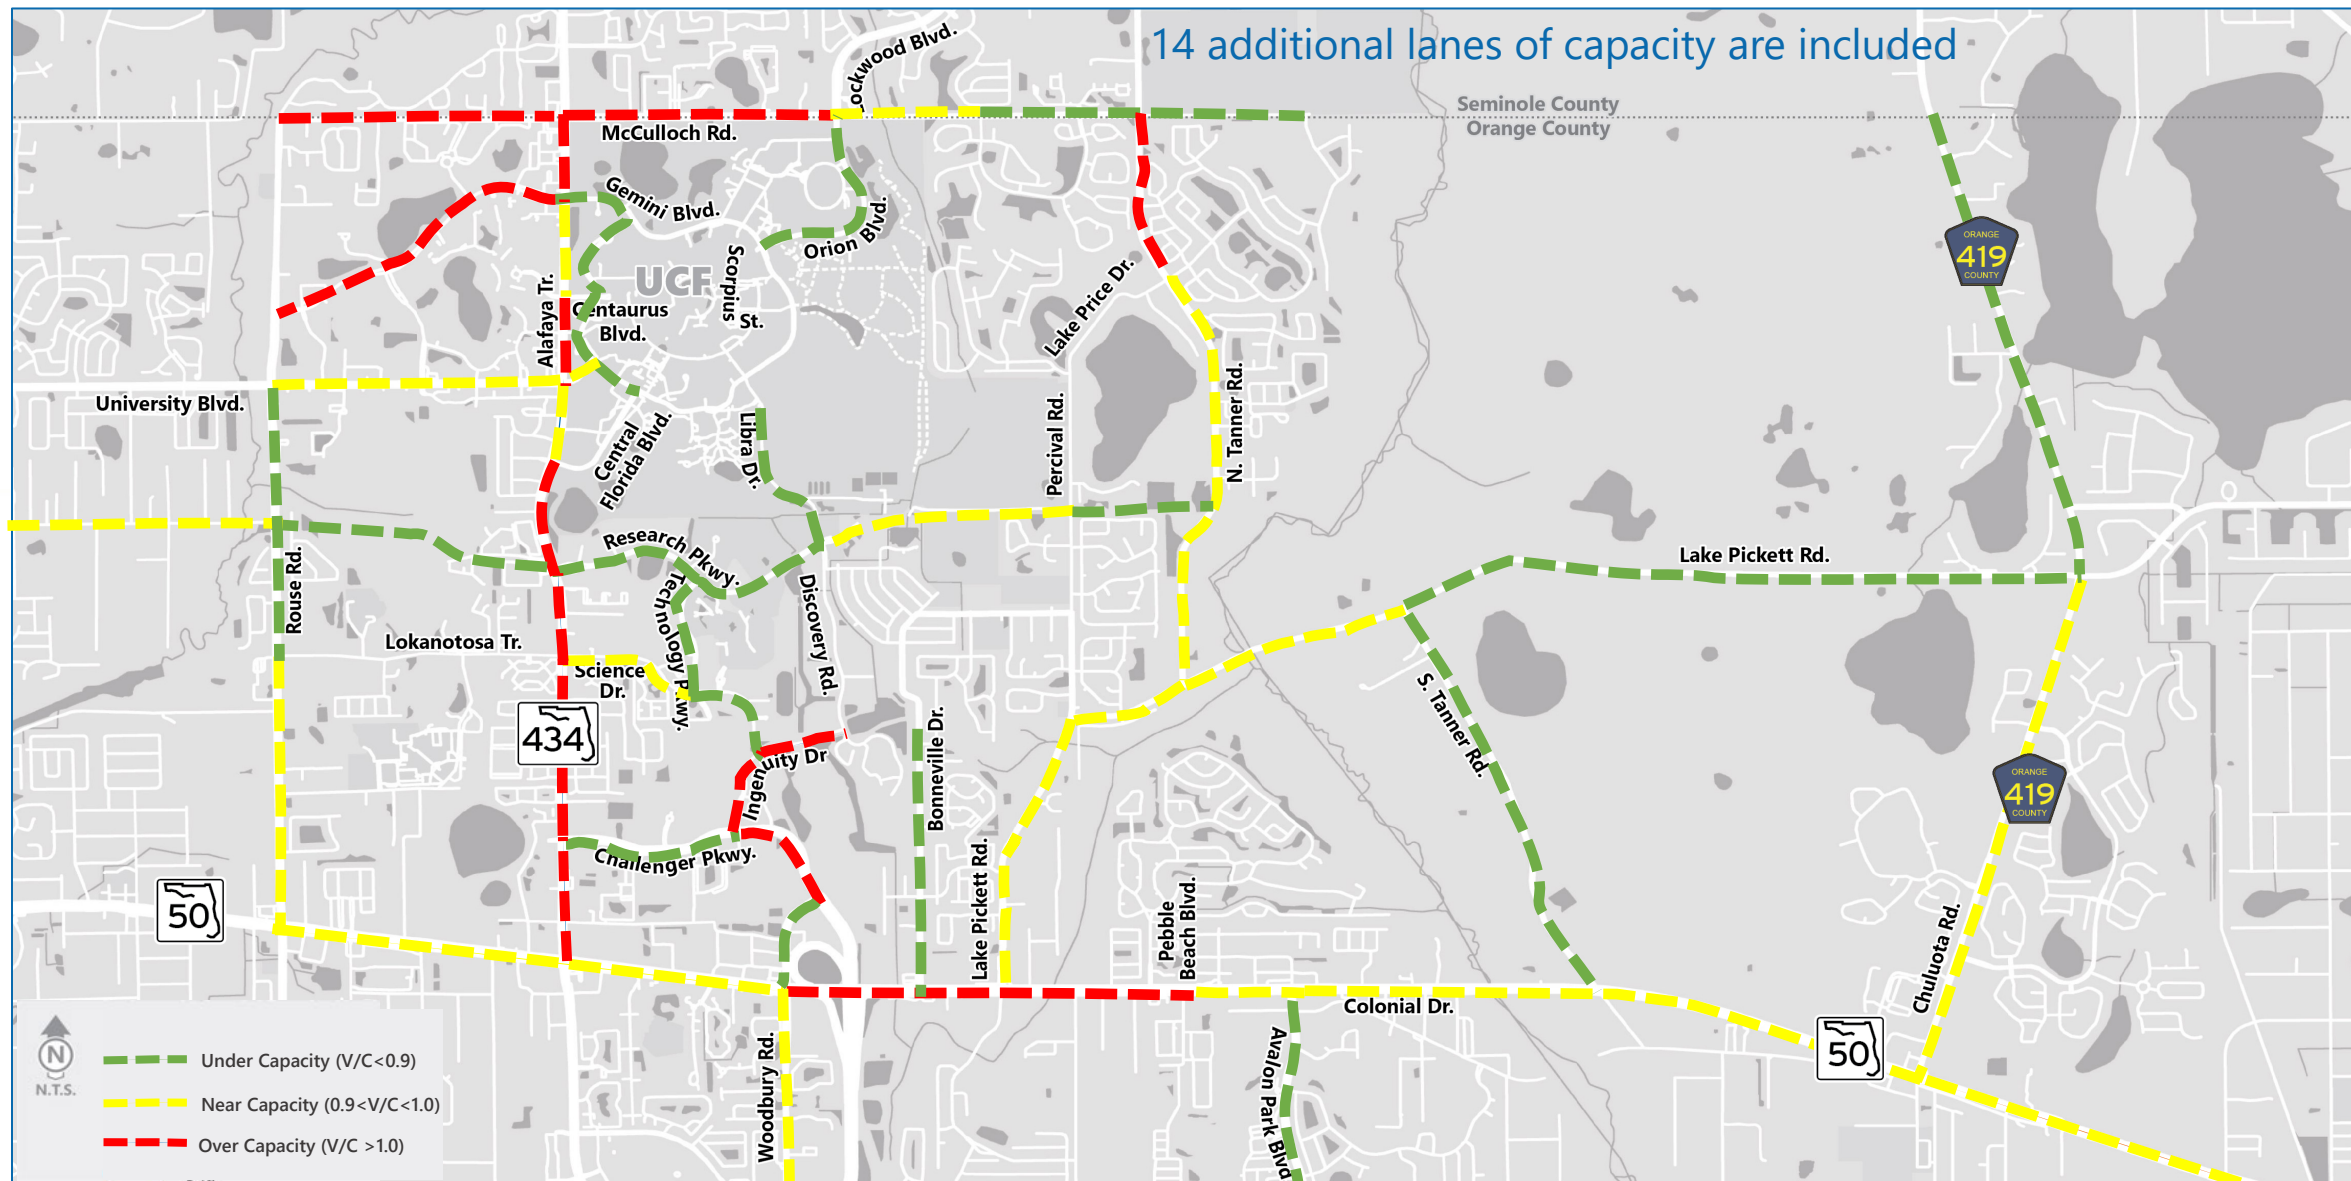 14 additional lanes of capacity are included
Lockwood Blvd.
Seminole County
Orange County
McCulloch Rd.
Gemini Blvd.
Orion Blvd.
Scorpius
St.
UCF
ORANGE
419
COUNTY
Alafaya Tr.
Centaurus
Blvd.
Lake Price Dr.
University Blvd.
Central
Florida Blvd.
Libra Dr.
Percival Rd.
N. Tanner Rd.
Rouse Rd.
Research Pkwy.
Technology Pkwy.
Discovery Rd.
Lake Pickett Rd.
Lokanotosa Tr.
Science
Dr.
434
S. Tanner Rd.
Ingenuity Dr
Bonneville Dr.
ORANGE
419
COUNTY
Challenger Pkwy.
Lake Pickett Rd.
Pebble
Beach Blvd.
50
Chuluota Rd.
Colonial Dr.
50
Woodbury Rd.
Avalon Park Blvd
N
N.T.S.
Under Capacity (V/C<0.9)
Near Capacity (0.9<V/C<1.0)
Over Capacity (V/C >1.0)